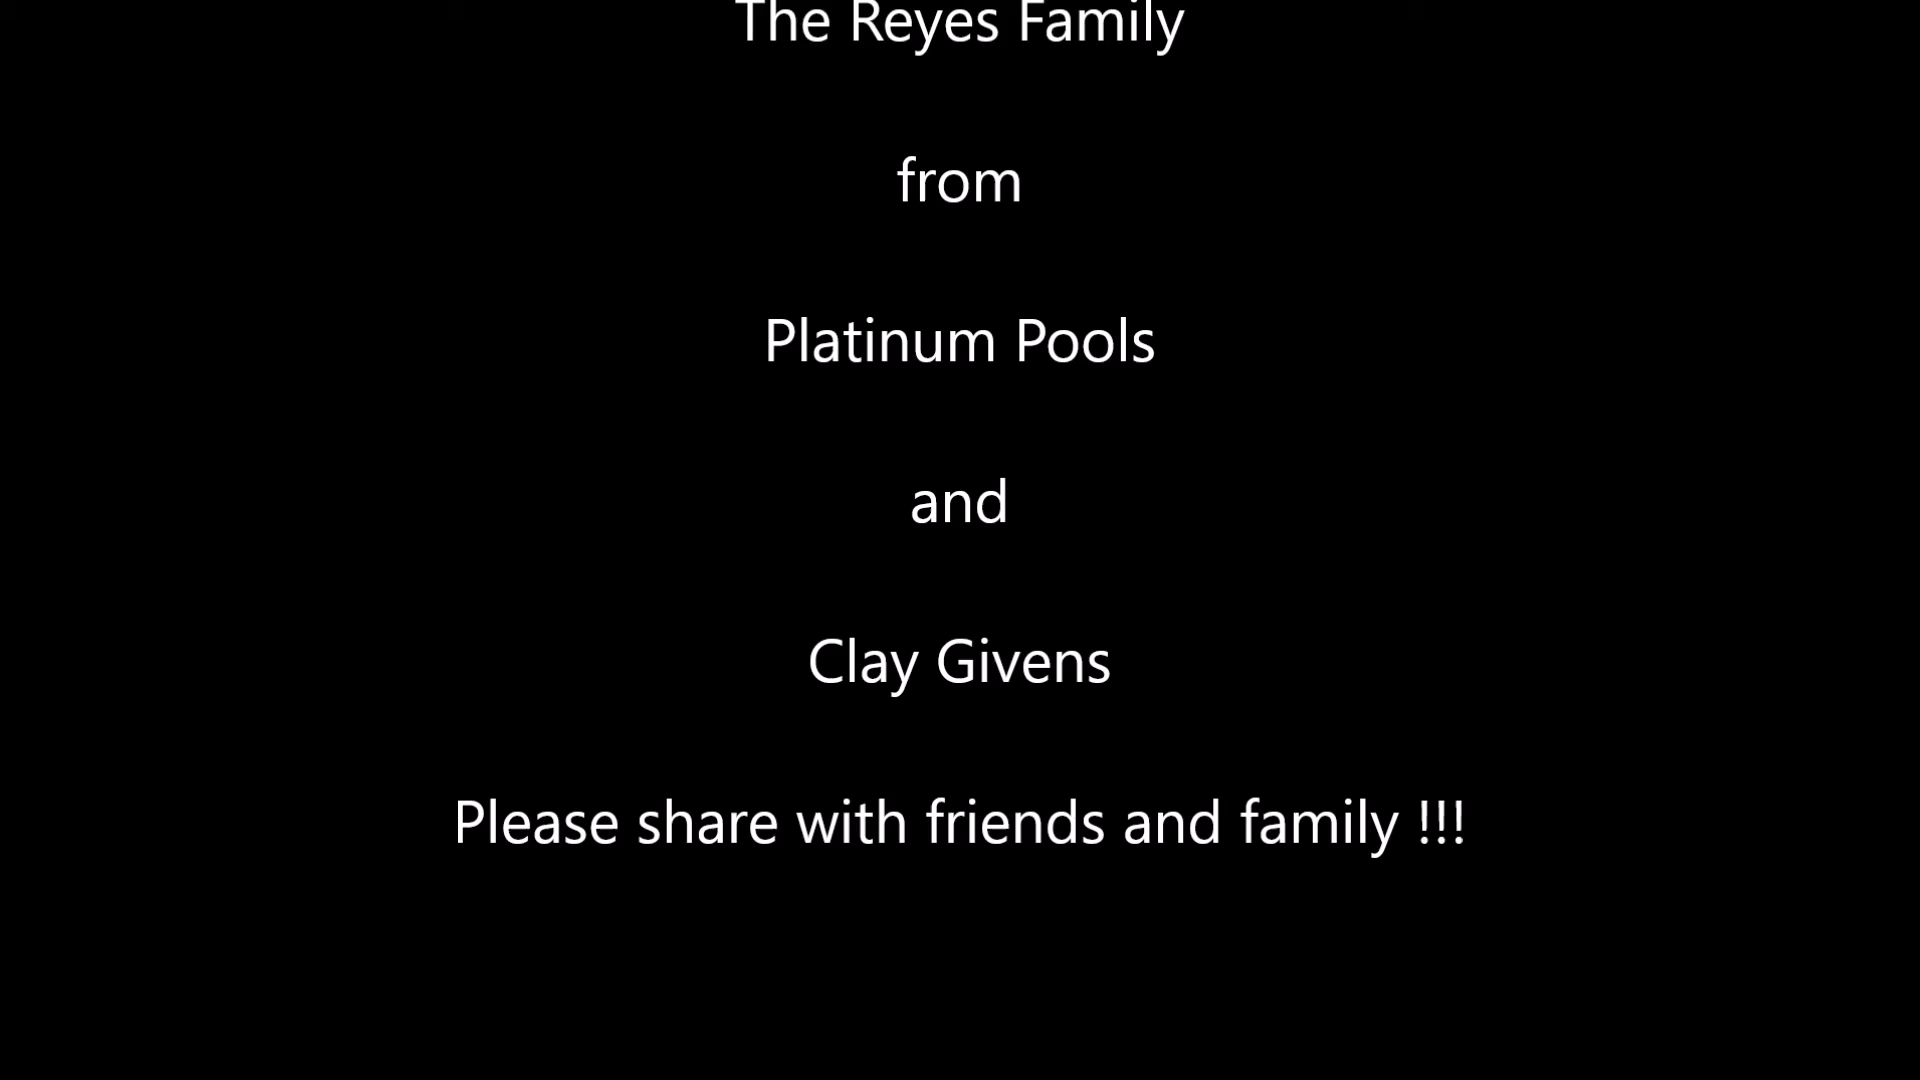 The Reyes Family
from
Platinum Pools
and
Clay Givens
Please share with friends and family !!!